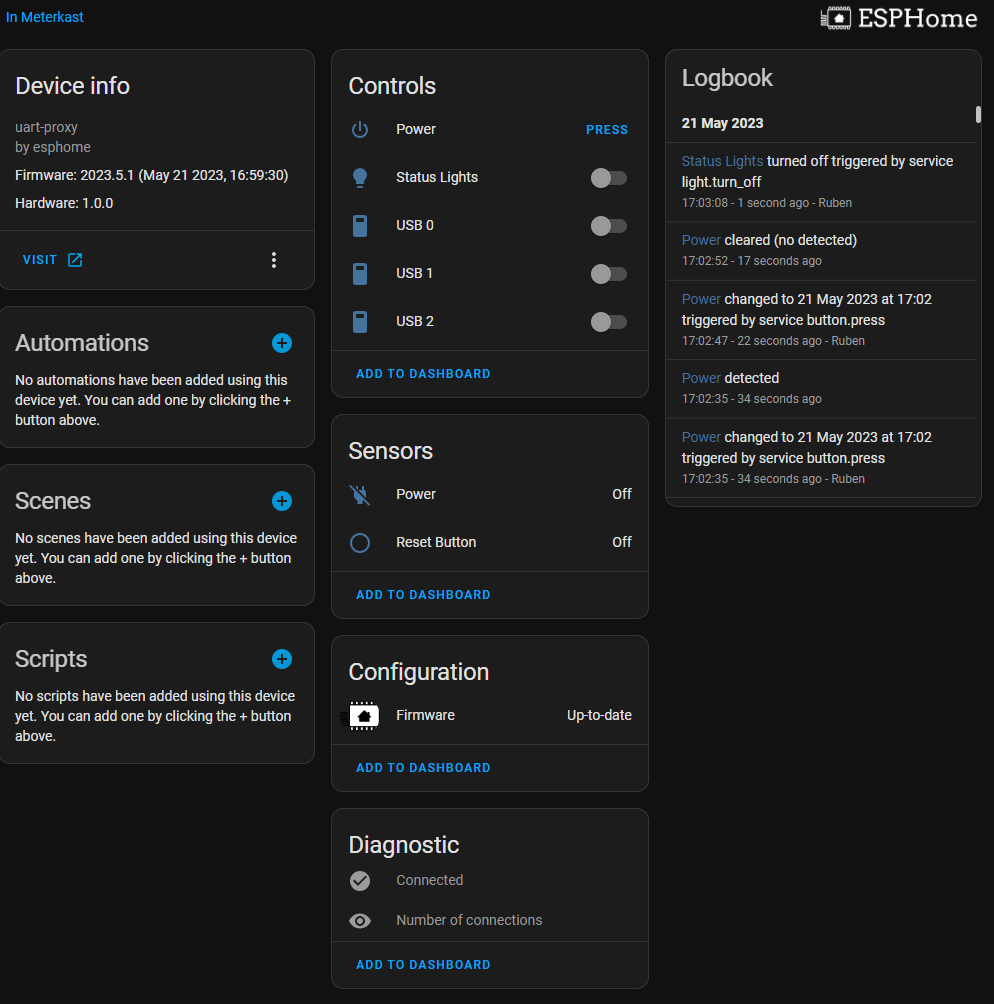 In Meterkast
ESPHome
Device info
uart-proxy
by esphome
Firmware: 2023.5.1 (May 21 2023, 16:59:30)
Hardware: 1.0.0
VISIT
Automations
No automations have been added using this
device yet. You can add one by clicking the +
button above.
Scenes
No scenes have been added using this device
yet. You can add one by clicking the + button
above.
Scripts
No scripts have been added using this device
yet. You can add one by clicking the + button
above.
Controls
Power PRESS
Status Lights
USB 0
USB 1
USB 2
ADD TO DASHBOARD
Sensors
Power Off
Reset Button Off
ADD TO DASHBOARD
Configuration
Firmware Up-to-date
ADD TO DASHBOARD
Diagnostic
Connected
Number of connections
ADD TO DASHBOARD
Logbook
21 May 2023
Status Lights turned off triggered by service
light.turn_off
17:03:08 - 1 second ago - Ruben
Power cleared (no detected)
17:02:52 - 17 seconds ago
Power changed to 21 May 2023 at 17:02
triggered by service button.press
17:02:47 - 22 seconds ago - Ruben
Power detected
17:02:35 - 34 seconds ago
Power changed to 21 May 2023 at 17:02
triggered by service button.press
17:02:35 - 34 seconds ago - Ruben